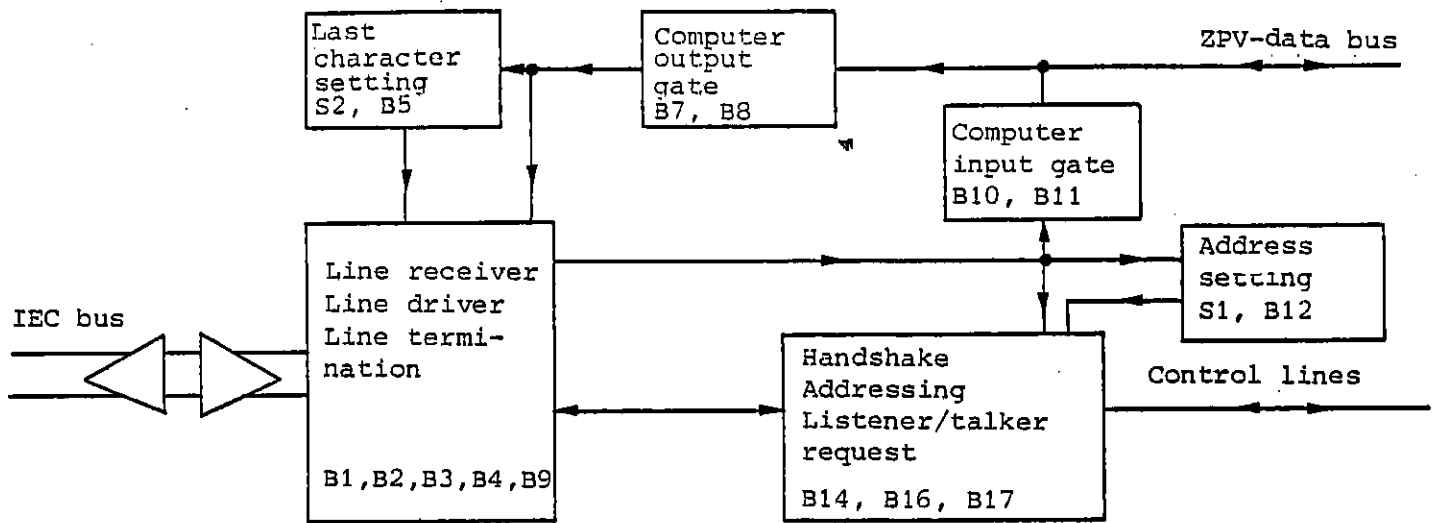 Last
character
setting
S2, B5
Computer
output
gate
B7, B8
ZPV-data bus
Computer
input gate
B10, B11
Address
setting
S1, B12
Line receiver
Line driver
Line termi-
nation
B1,B2,B3,B4,B9
IEC bus
Handshake
Addressing
Listener/talker
request
B14, B16, B17
Control lines